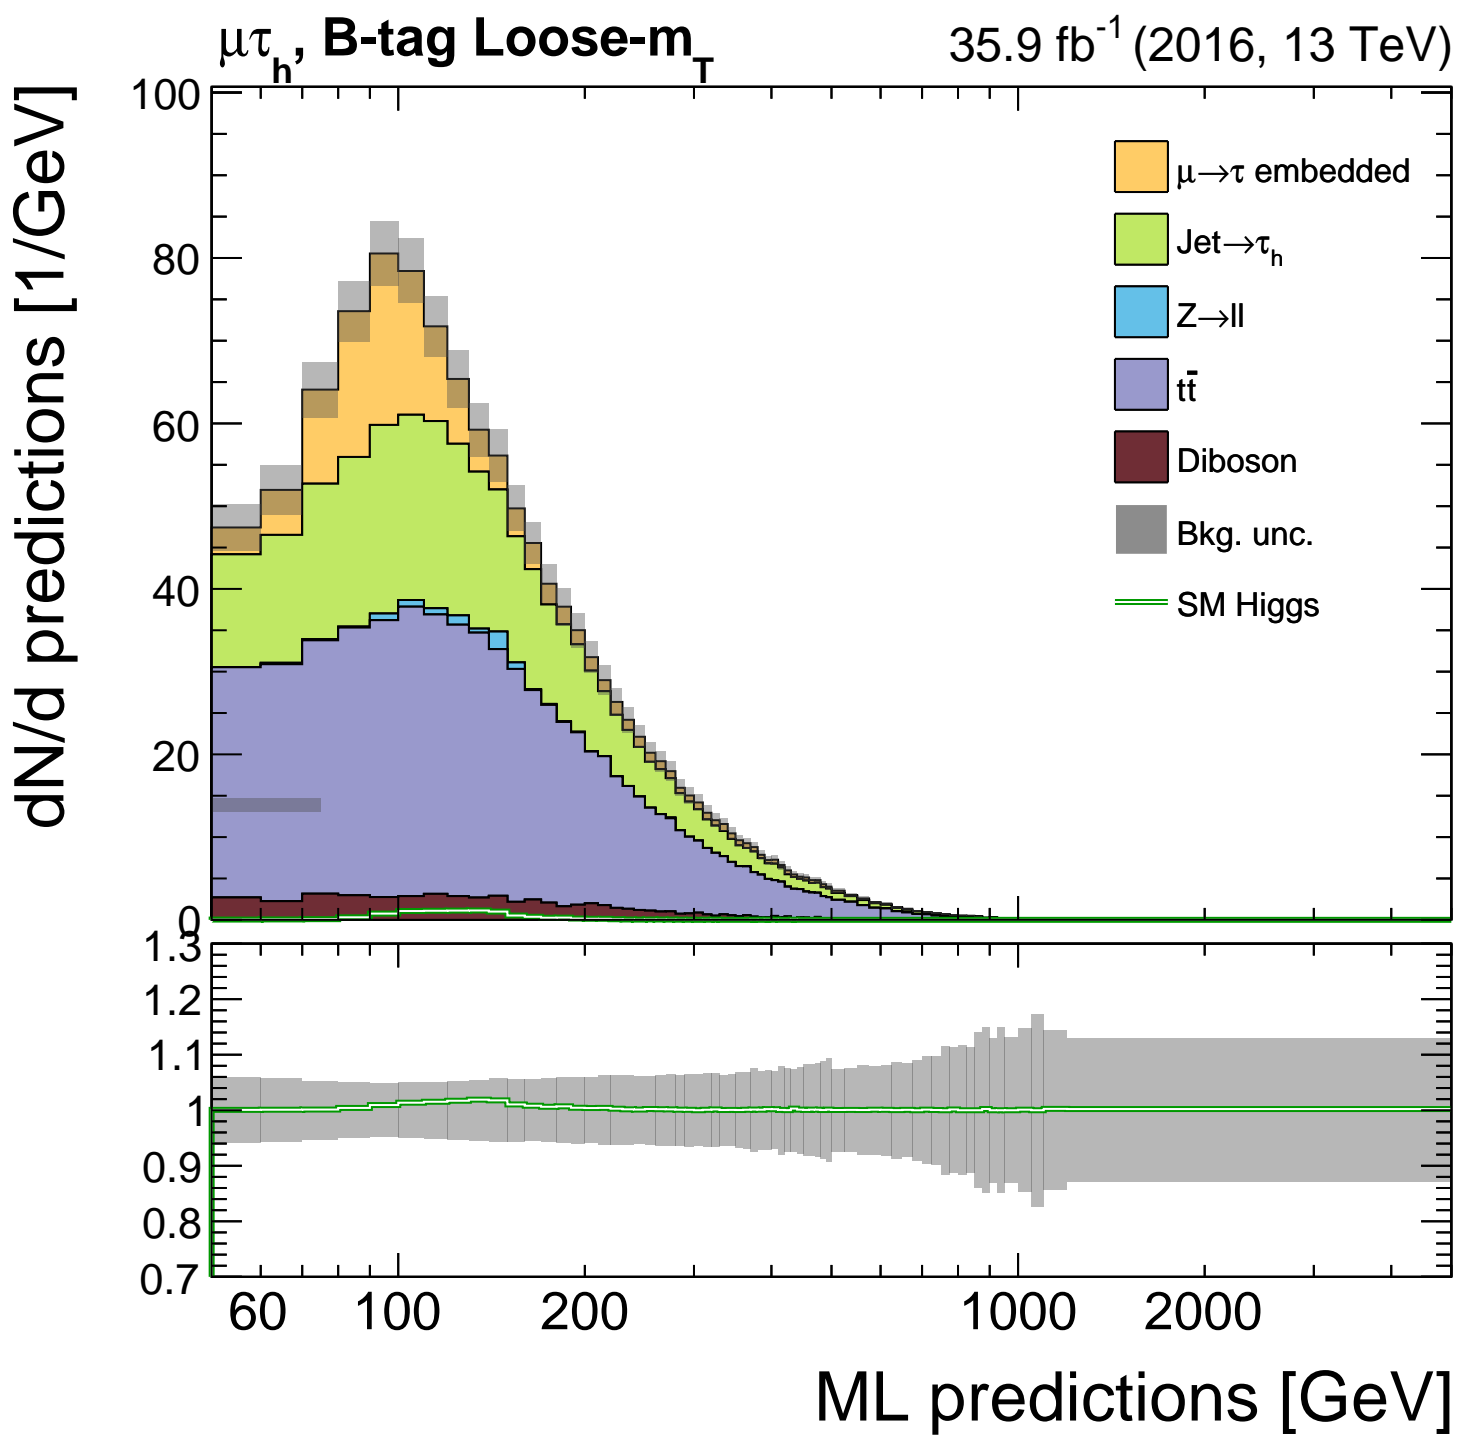 μτh, B-tag Loose-mT
35.9 fb-1 (2016, 13 TeV)
dN/d predictions [1/GeV]
100
80
60
40
20
0
μ→τ embedded
Jet→τh
Z→ll
tt̄
Diboson
Bkg. unc.
SM Higgs
1.3
1.2
1.1
1
0.9
0.8
0.7
60 100 200 1000 2000
ML predictions [GeV]